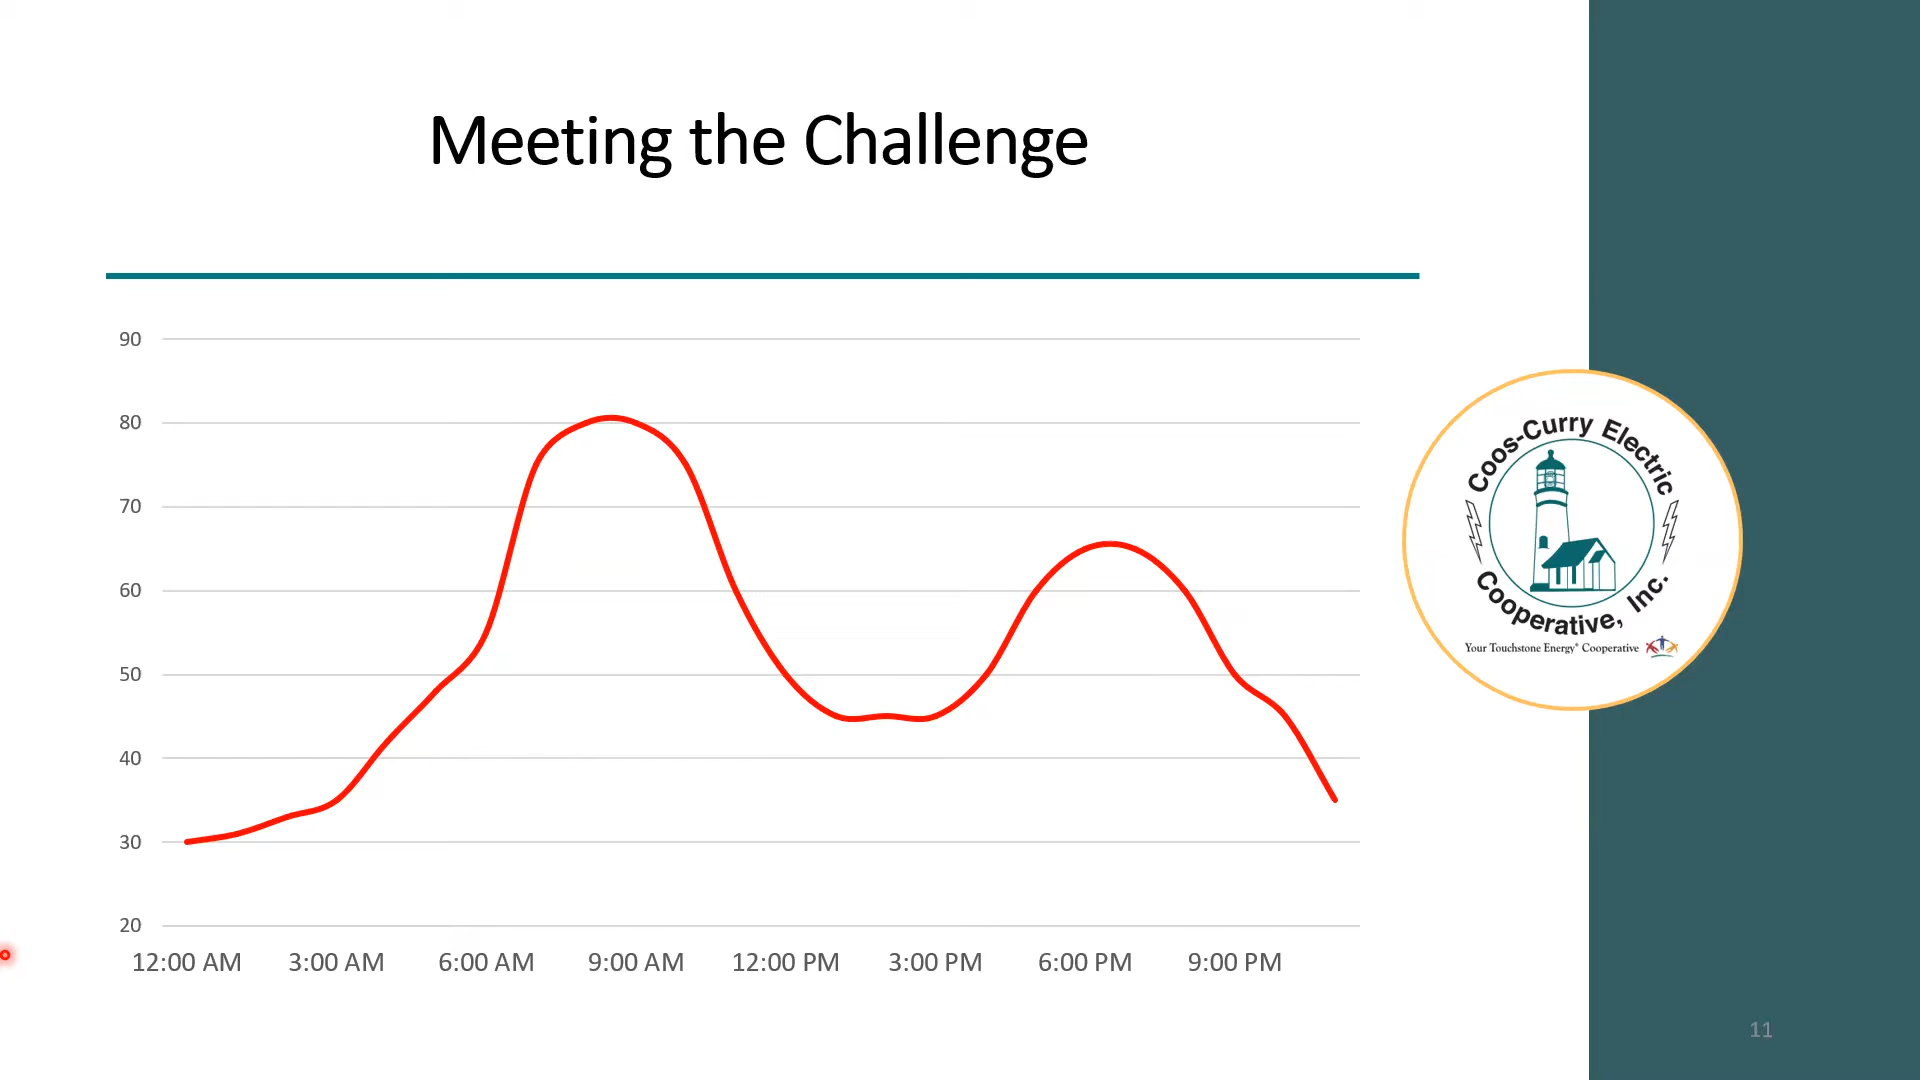 Meeting the Challenge
90
80
70
60
50
40
30
20
12:00 AM 3:00 AM 6:00 AM 9:00 AM 12:00 PM 3:00 PM 6:00 PM 9:00 PM
Coos-Curry Electric
Cooperative, Inc.
Your Touchstone Energy® Cooperative
11